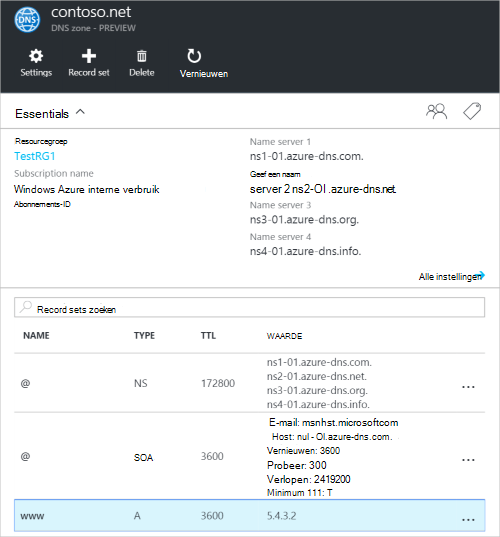 contoso.net
DNS
DNS zone - PREVIEW
Settings
Record set
Delete
Vernieuwen
Essentials
Resourcegroep
TestRG1
Subscription name
Windows Azure interne verbruik
Abonnements-ID
Name server 1
ns1-01.azure-dns.com.
Geef een naam
server 2 ns2-OI .azure-dns.net
Name server 3
ns3-01.azure-dns.org.
Name server 4
ns4-01.azure-dns.info.
Alle instellingen
Record sets zoeken
NAME TYPE TTL WAARDE
@ NS 172800 ns1-01.azure-dns.com.
ns2-01.azure-dns.net.
ns3-01.azure-dns.org.
ns4-01.azure-dns.info.
...
@ SOA 3600 E-mail: msnhst.microsoftcom
Host: nul - OI.azure-dns.com.
Vernieuwen: 3600
Probeer: 300
Verlopen: 2419200
Minimum 111: T
...
www A 3600 5.4.3.2 ...